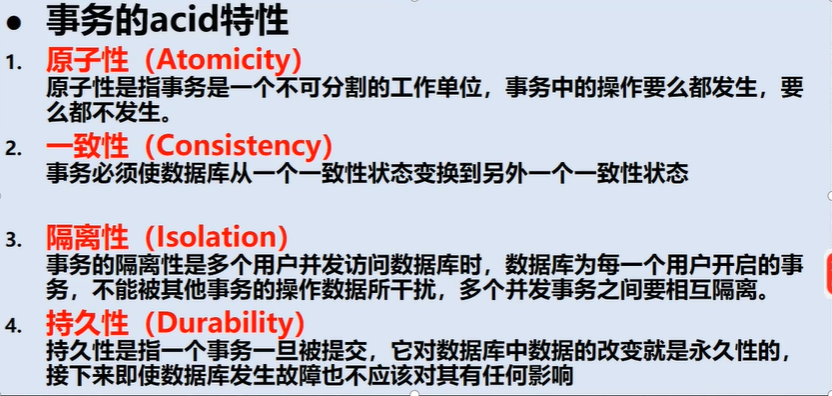 ● 事务的acid特性
1. 原子性（Atomicity）
原子性是指事务是一个不可分割的工作单位，事务中的操作要么都发生，要
么都不发生。
2. 一致性（Consistency）
事务必须使数据库从一个一致性状态变换到另外一个一致性状态
3. 隔离性（Isolation）
事务的隔离性是多个用户并发访问数据库时，数据库为每一个用户开启的事
务，不能被其他事务的操作数据所干扰，多个并发事务之间要相互隔离。
4. 持久性（Durability）
持久性是指一个事务一旦被提交，它对数据库中数据的改变就是永久性的，
接下来即使数据库发生故障也不应该对其有任何影响